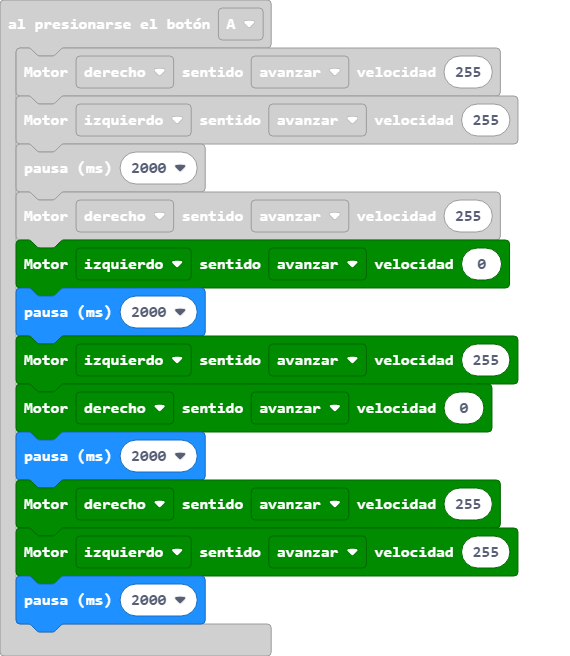 al presionarse el botón A
Motor derecho sentido avanzar velocidad 255
Motor izquierdo sentido avanzar velocidad 255
pausa (ms) 2000
Motor derecho sentido avanzar velocidad 255
Motor izquierdo sentido avanzar velocidad 0
pausa (ms) 2000
Motor izquierdo sentido avanzar velocidad 255
Motor derecho sentido avanzar velocidad 0
pausa (ms) 2000
Motor derecho sentido avanzar velocidad 255
Motor izquierdo sentido avanzar velocidad 255
pausa (ms) 2000